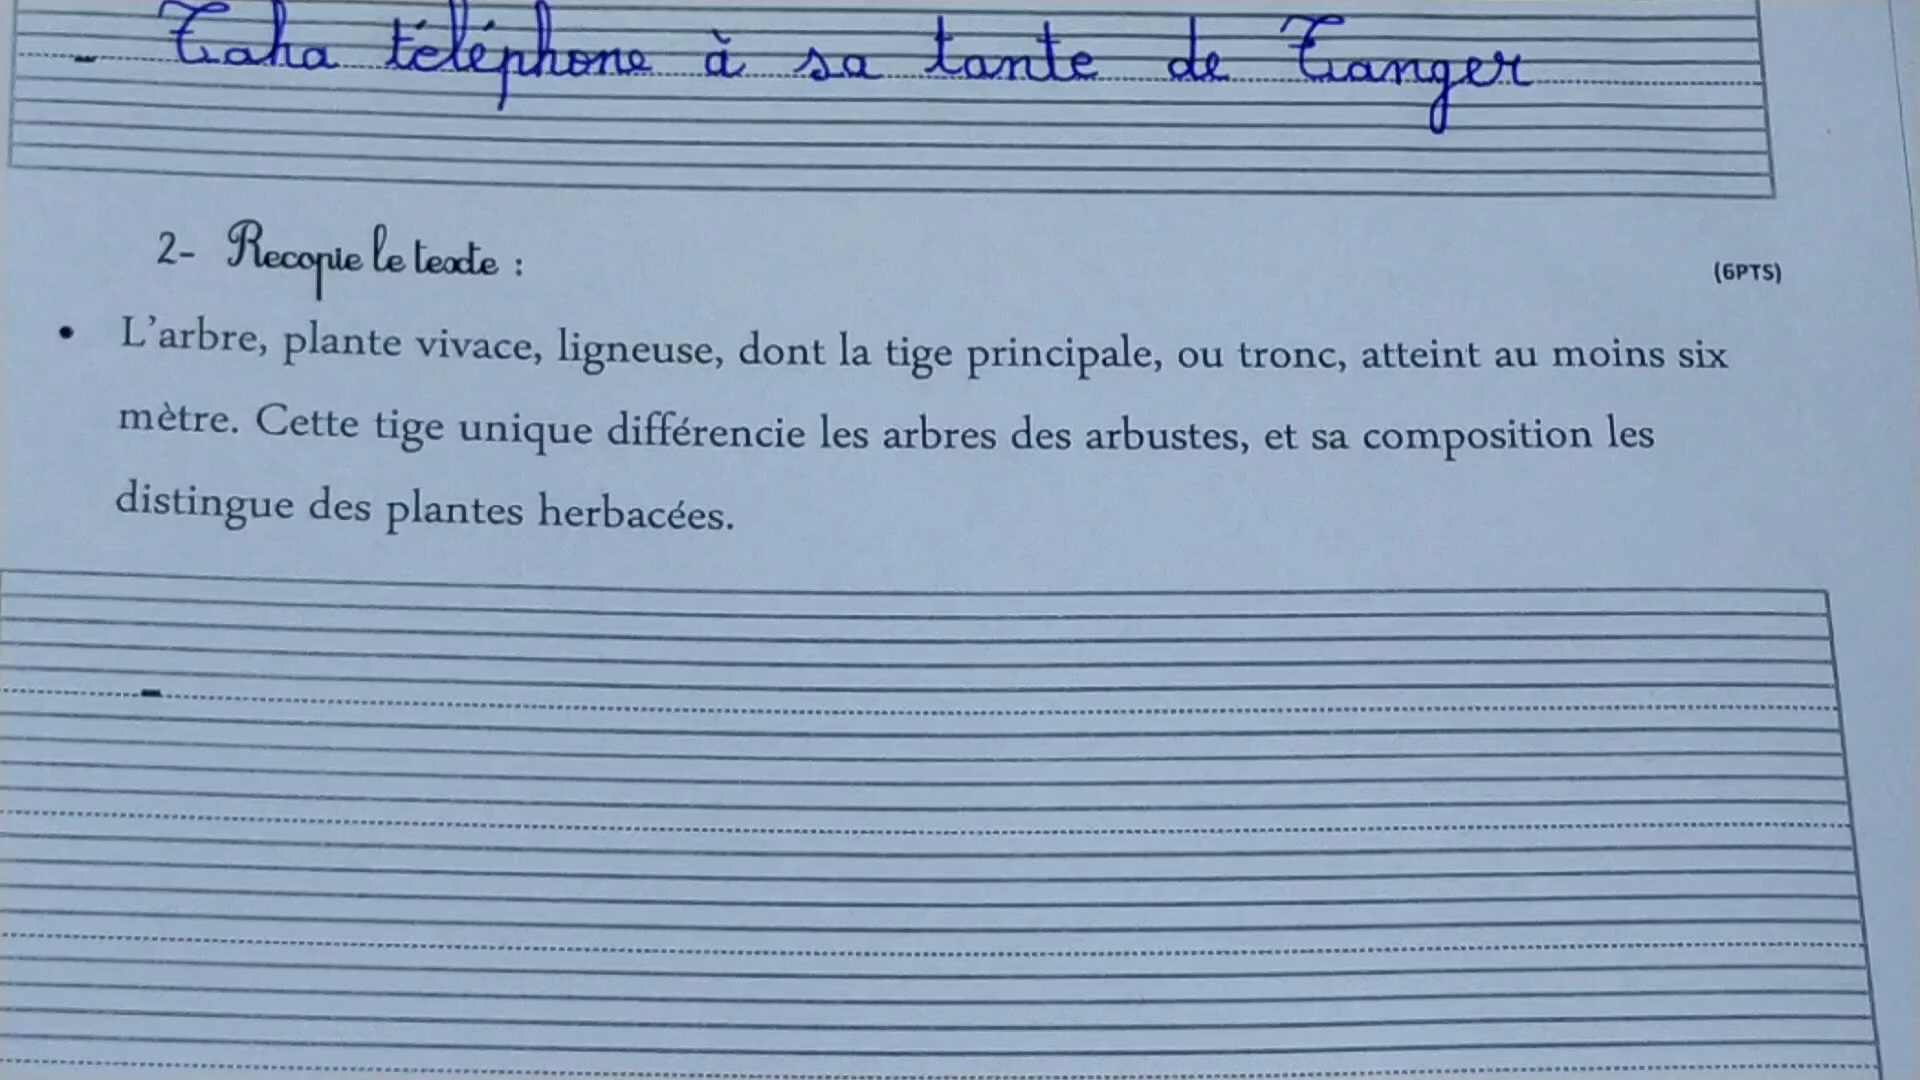 - Taha téléphone à sa tante de Tanger
2- Recopie le texte :
(6PTS)
• L'arbre, plante vivace, ligneuse, dont la tige principale, ou tronc, atteint au moins six
mètre. Cette tige unique différencie les arbres des arbustes, et sa composition les
distingue des plantes herbacées.
-